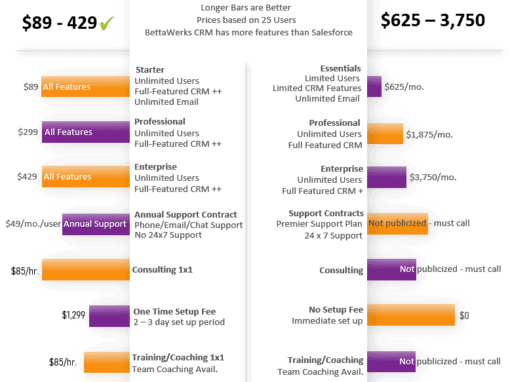 Longer Bars are Better
$89 - 429
Prices based on 25 Users
$625 – 3,750
BettaWerks CRM has more features than Salesforce
Starter
$89 All Features
Unlimited Users
Full-Featured CRM ++
Unlimited Email
Professional
$299 All Features
Unlimited Users
Full-Featured CRM ++
Enterprise
$429 All Features
Unlimited Users
Full-Featured CRM ++
Annual Support Contract
$49/mo./user Annual Support
Phone/Email/Chat Support
No 24x7 Support
$85/hr.
Consulting 1x1
$1,299
One Time Setup Fee
2 – 3 day set up period
$85/hr.
Training/Coaching 1x1
Team Coaching Avail.
Essentials
Limited Users
Limited CRM Features
Unlimited Email
$625/mo.
Professional
Unlimited Users
Full Featured CRM
$1,875/mo.
Enterprise
Unlimited Users
Full Featured CRM +
$3,750/mo.
Support Contracts
Premier Support Plan
24 x 7 Support
Not publicized - must call
Consulting
Not publicized - must call
No Setup Fee
Immediate set up
$0
Training/Coaching
Team Coaching Avail.
Not publicized - must call